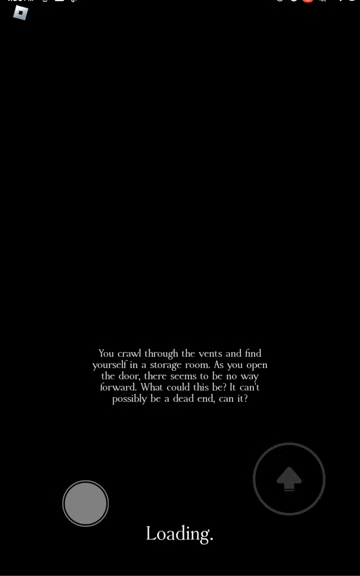 You crawl through the vents and find
yourself in a storage room. As you open
the door, there seems to be no way
forward. What could this be? It can't
possibly be a dead end, can it?
Loading.